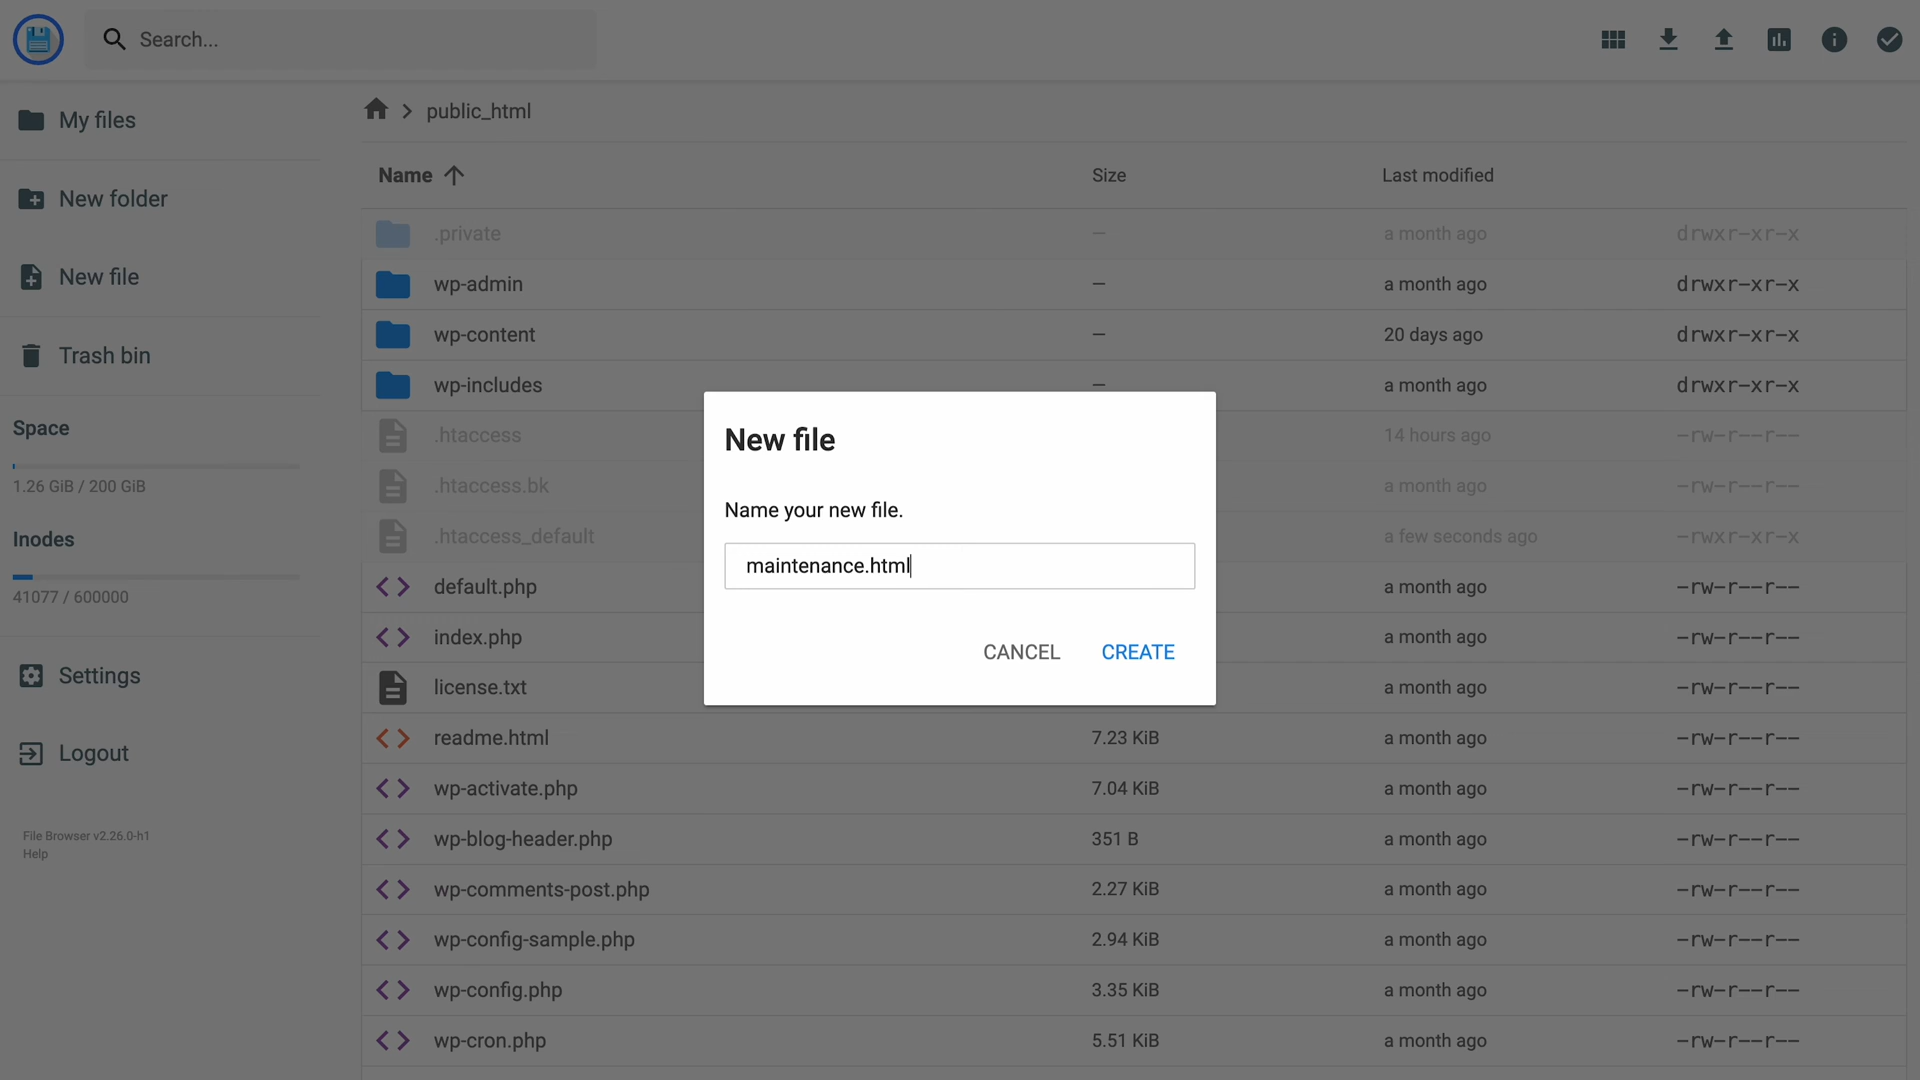 Search...
My files
New folder
New file
Trash bin
Space
1.26 GiB / 200 GiB
Inodes
41077 / 600000
Settings
Logout
File Browser v2.26.0-h1
Help
public_html
Name Size Last modified
.private — a month ago drwxr-xr-x
wp-admin — a month ago drwxr-xr-x
wp-content — 20 days ago drwxr-xr-x
wp-includes — a month ago drwxr-xr-x
.htaccess 14 hours ago -rw-r--r--
.htaccess.bk a month ago -rw-r--r--
.htaccess_default a few seconds ago -rwxr-xr-x
default.php a month ago -rw-r--r--
index.php a month ago -rw-r--r--
license.txt a month ago -rw-r--r--
readme.html 7.23 KiB a month ago -rw-r--r--
wp-activate.php 7.04 KiB a month ago -rw-r--r--
wp-blog-header.php 351 B a month ago -rw-r--r--
wp-comments-post.php 2.27 KiB a month ago -rw-r--r--
wp-config-sample.php 2.94 KiB a month ago -rw-r--r--
wp-config.php 3.35 KiB a month ago -rw-r--r--
wp-cron.php 5.51 KiB a month ago -rw-r--r--
New file
Name your new file.
maintenance.html
CANCEL CREATE